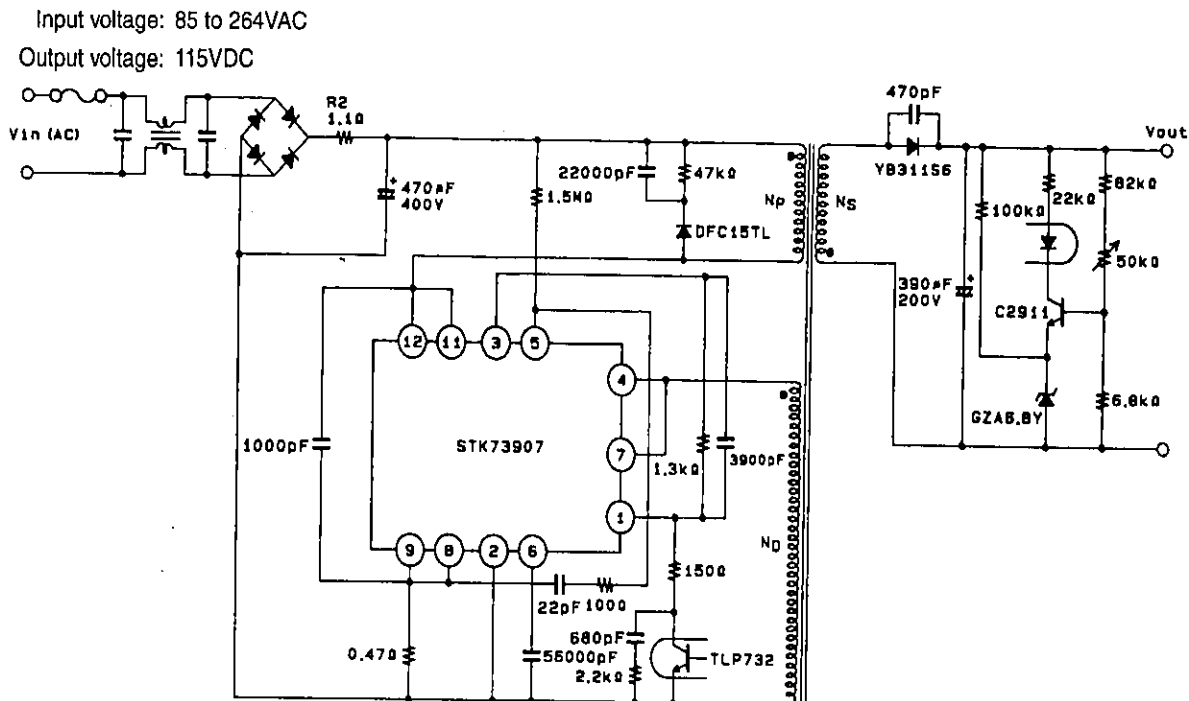 Input voltage: 85 to 264VAC
Output voltage: 115VDC
Vin (AC)
R2
1.1Ω
470µF
400V
1.5MΩ
22000pF
47kΩ
DFC15TL
NP
NS
470pF
YB311S6
Vout
100kΩ
22kΩ
82kΩ
50kΩ
390µF
200V
C2911
GZA6.8Y
6.8kΩ
12
11
3
5
4
7
1
9
8
2
6
STK73907
1000pF
1.3kΩ
3900pF
ND
150Ω
22pF
100Ω
0.47Ω
56000pF
680pF
2.2kΩ
TLP732